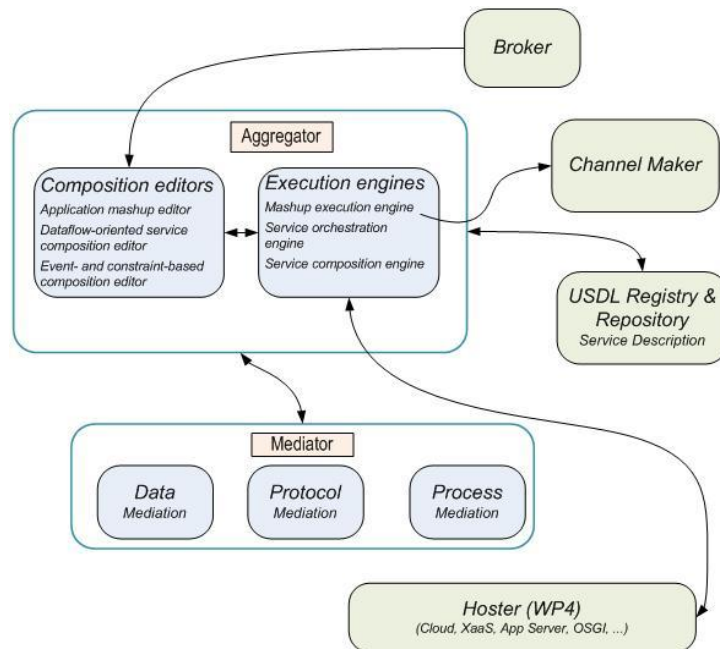 Broker
Aggregator
Composition editors
Application mashup editor
Dataflow-oriented service
composition editor
Event- and constraint-based
composition editor
Execution engines
Mashup execution engine
Service orchestration
engine
Service composition engine
Channel Maker
USDL Registry &
Repository
Service Description
Mediator
Data
Mediation
Protocol
Mediation
Process
Mediation
Hoster (WP4)
(Cloud, XaaS, App Server, OSGI, ...)